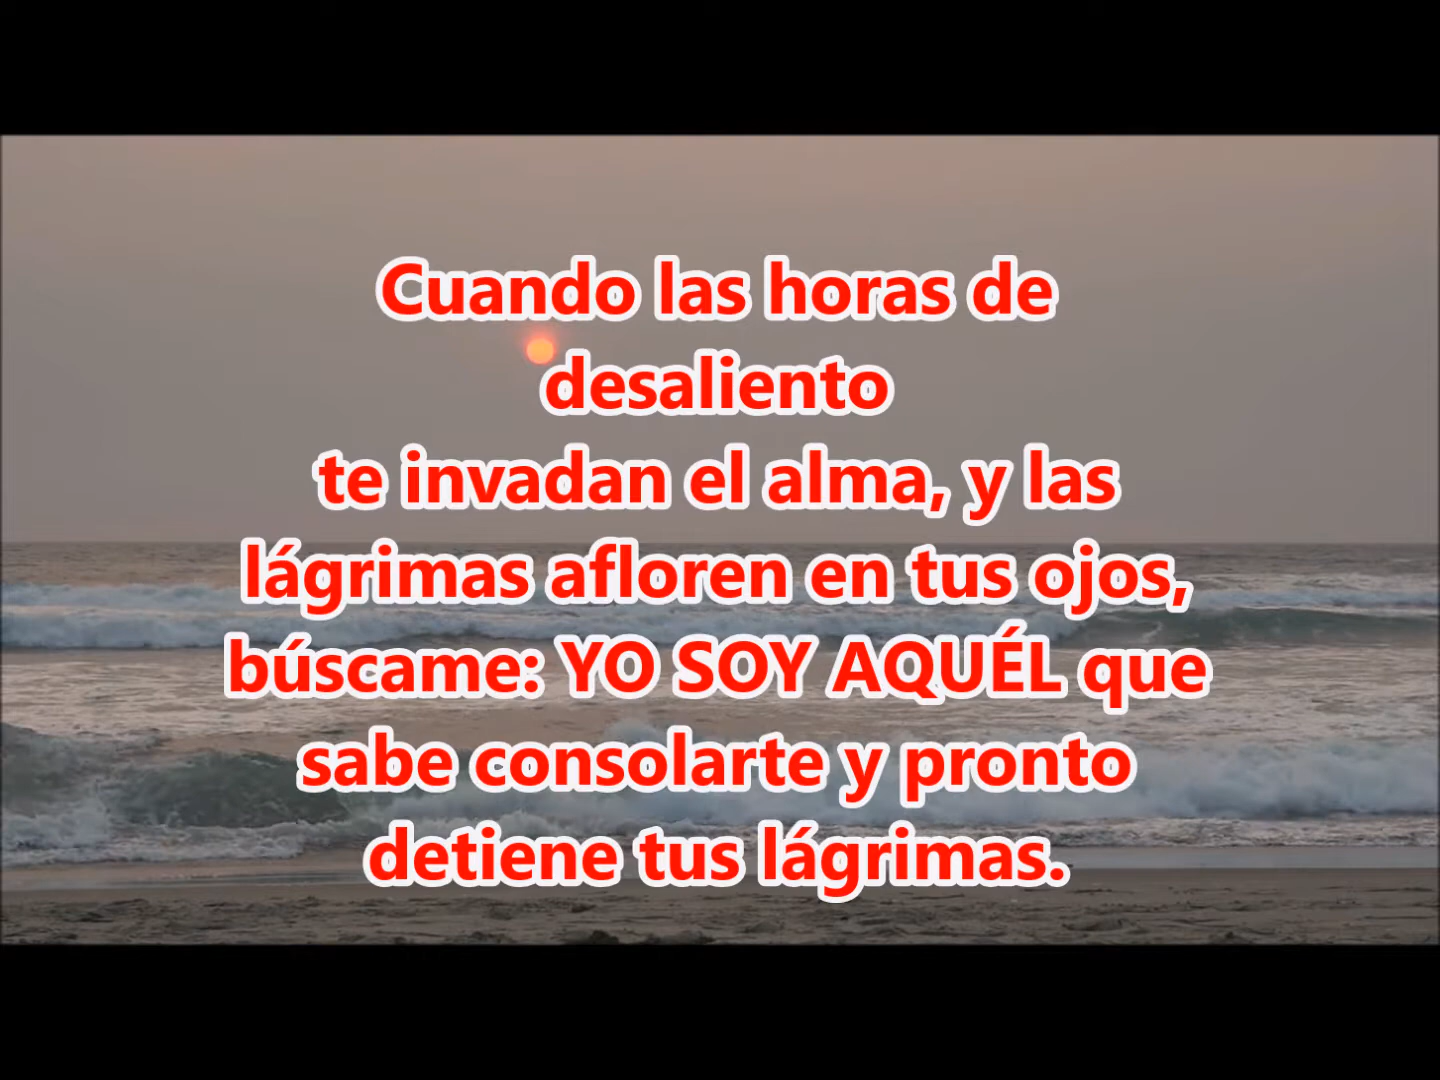 Cuando las horas de
desaliento
te invadan el alma, y las
lágrimas afloren en tus ojos,
búscame: YO SOY AQUÉL que
sabe consolarte y pronto
detiene tus lágrimas.